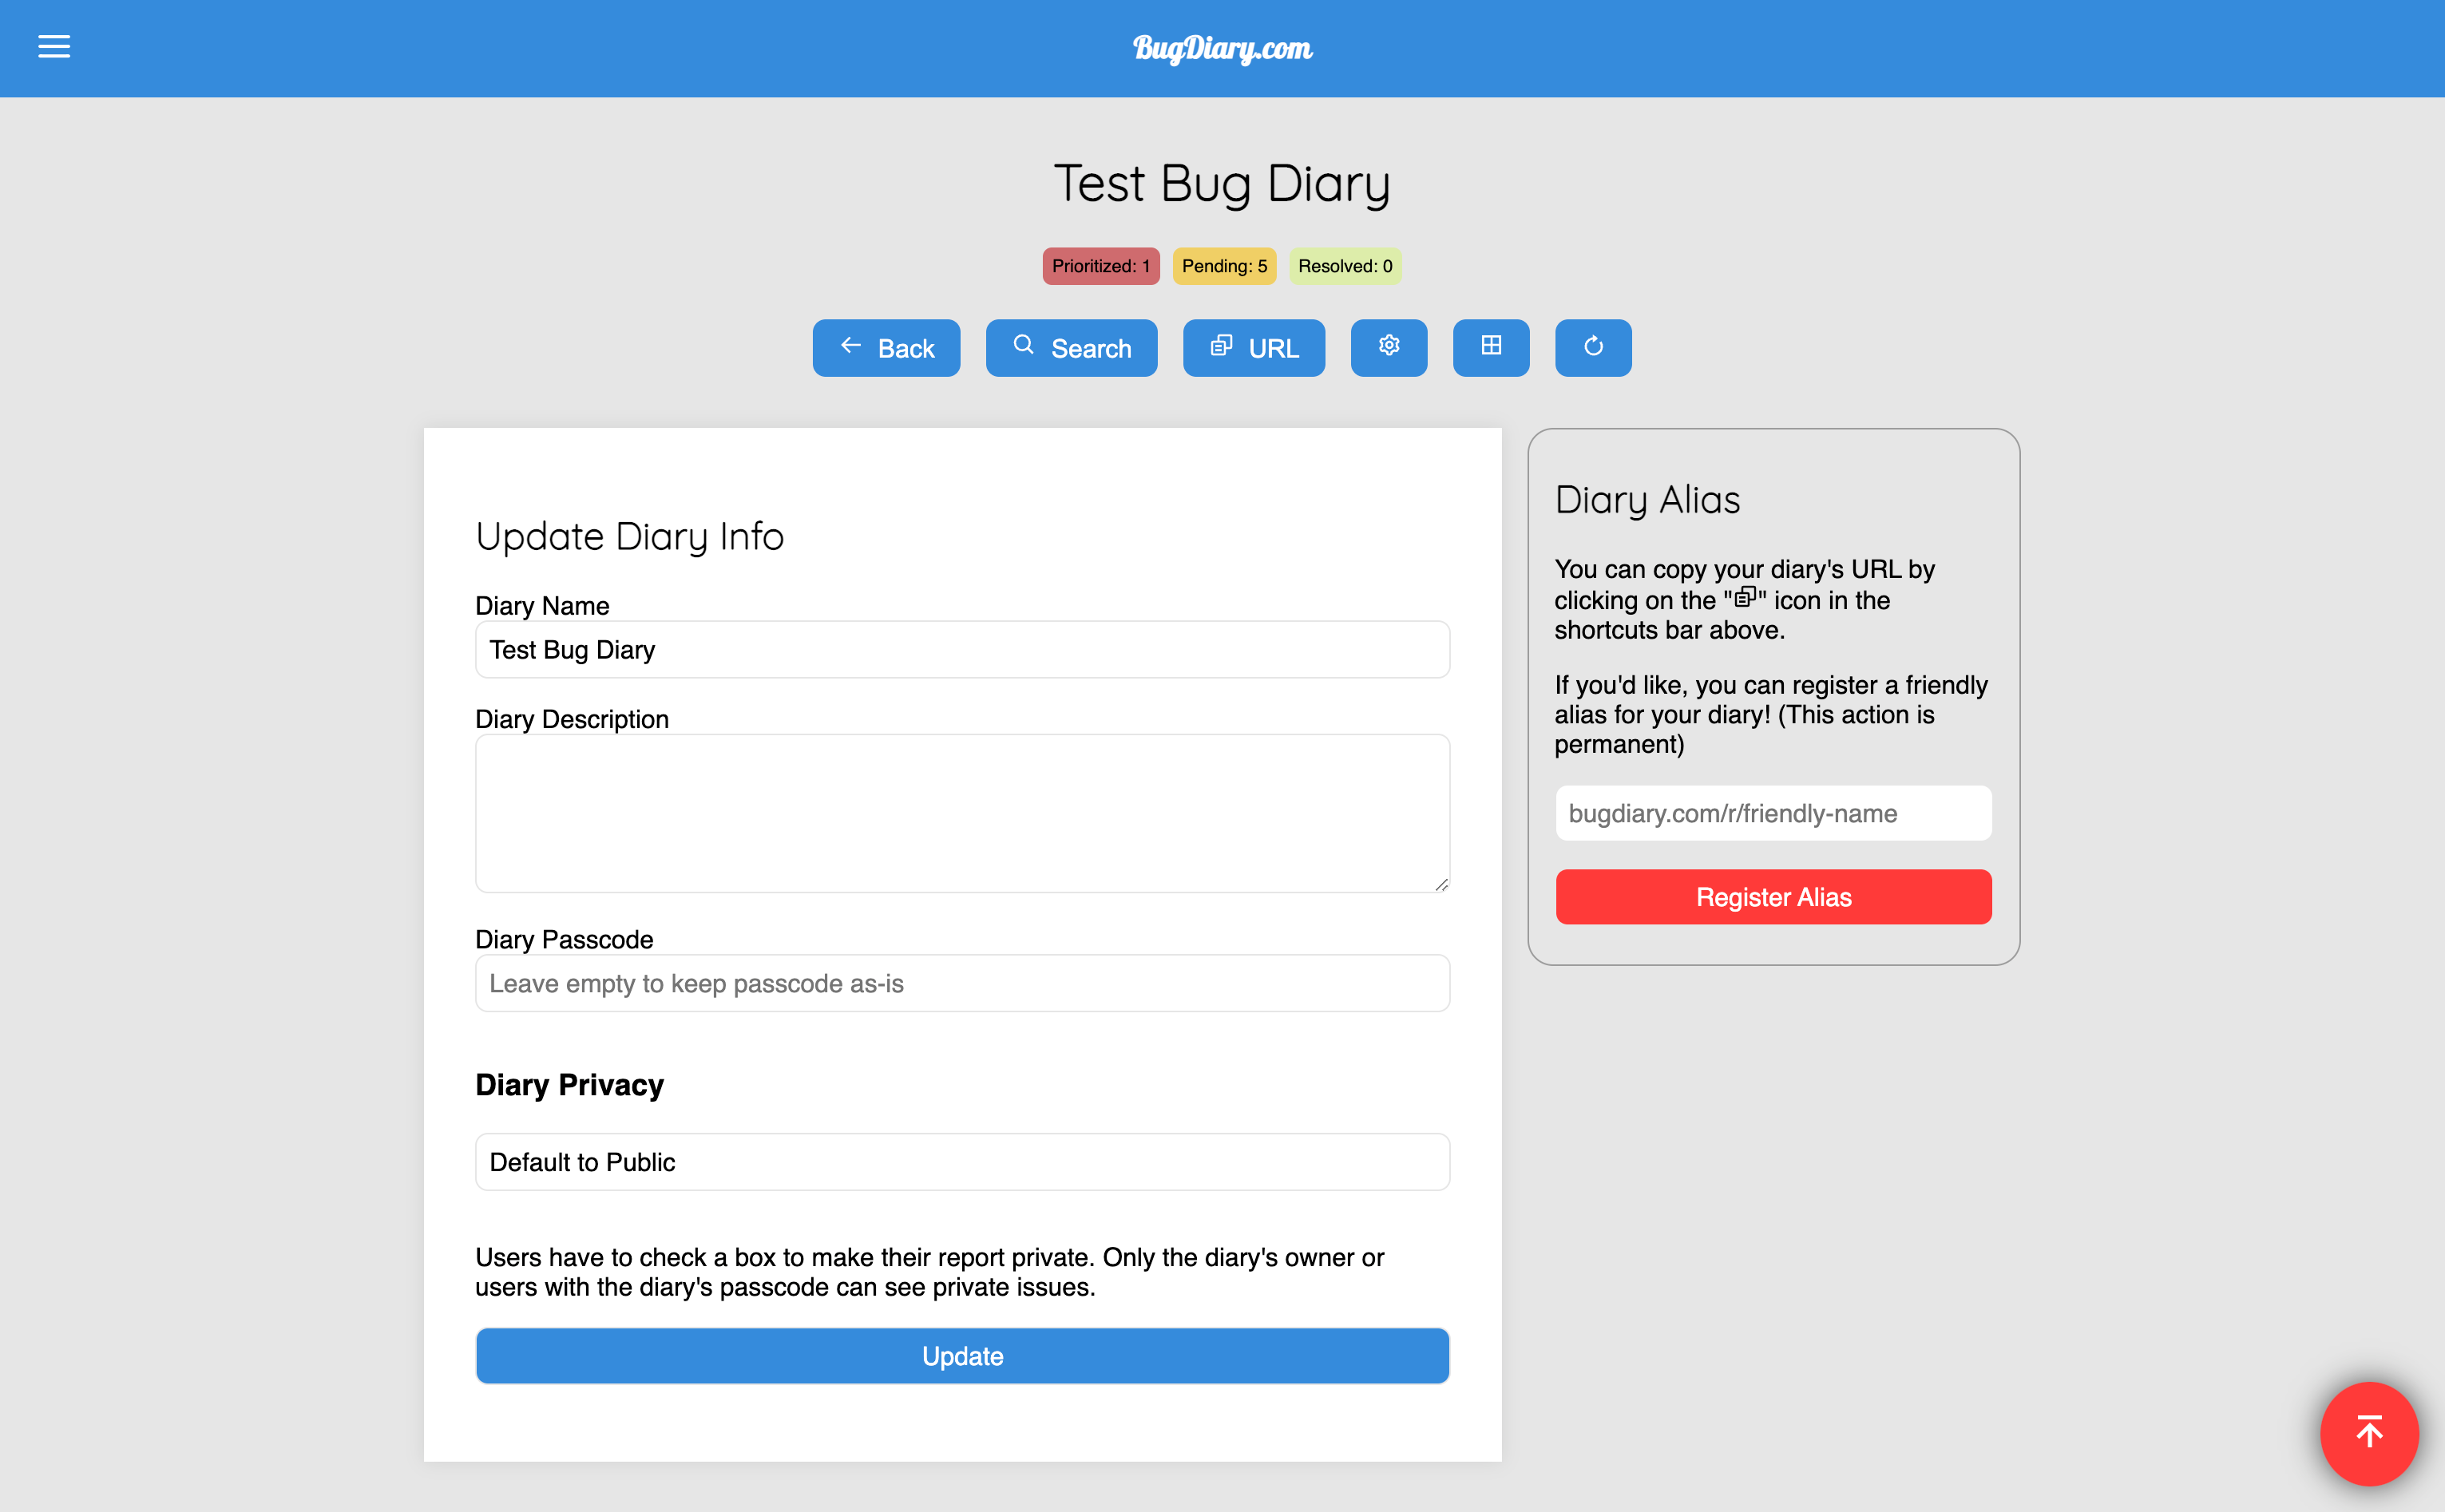 BugDiary.com
Test Bug Diary
Prioritized: 1
Pending: 5
Resolved: 0
Back
Search
URL
Update Diary Info
Diary Name
Test Bug Diary
Diary Description
Diary Passcode
Leave empty to keep passcode as-is
Diary Privacy
Default to Public
Users have to check a box to make their report private. Only the diary's owner or
users with the diary's passcode can see private issues.
Update
Diary Alias
You can copy your diary's URL by
clicking on the "" icon in the
shortcuts bar above.
If you'd like, you can register a friendly
alias for your diary! (This action is
permanent)
bugdiary.com/r/friendly-name
Register Alias